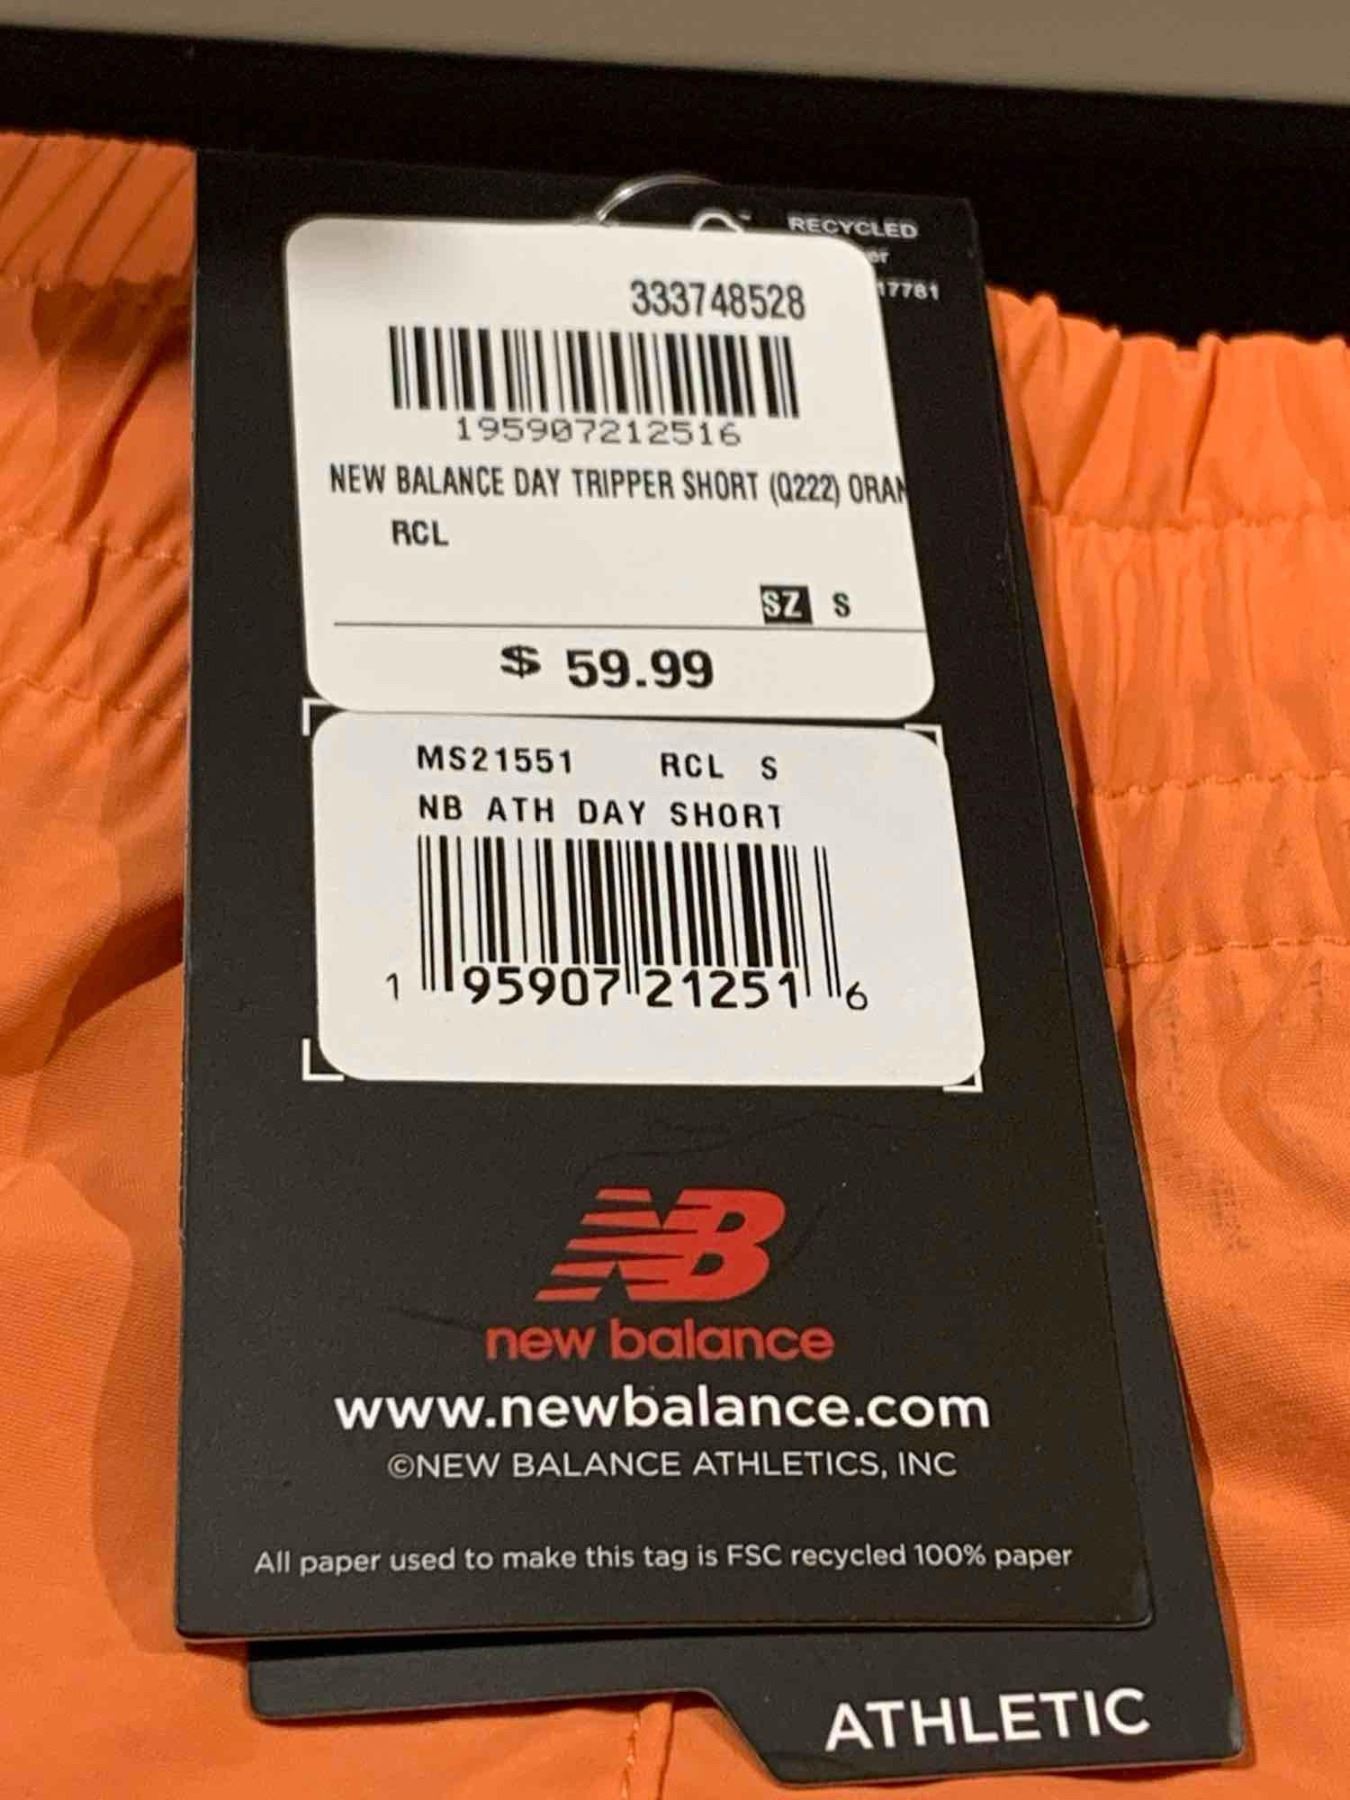 RECYCLED
er
17781
333748528
195907212516
NEW BALANCE DAY TRIPPER SHORT (Q222) ORAN
RCL
SZ S
$ 59.99
MS21551 RCL S
NB ATH DAY SHORT
1 95907 21251 6
NB
new balance
www.newbalance.com
©NEW BALANCE ATHLETICS, INC
All paper used to make this tag is FSC recycled 100% paper
ATHLETIC